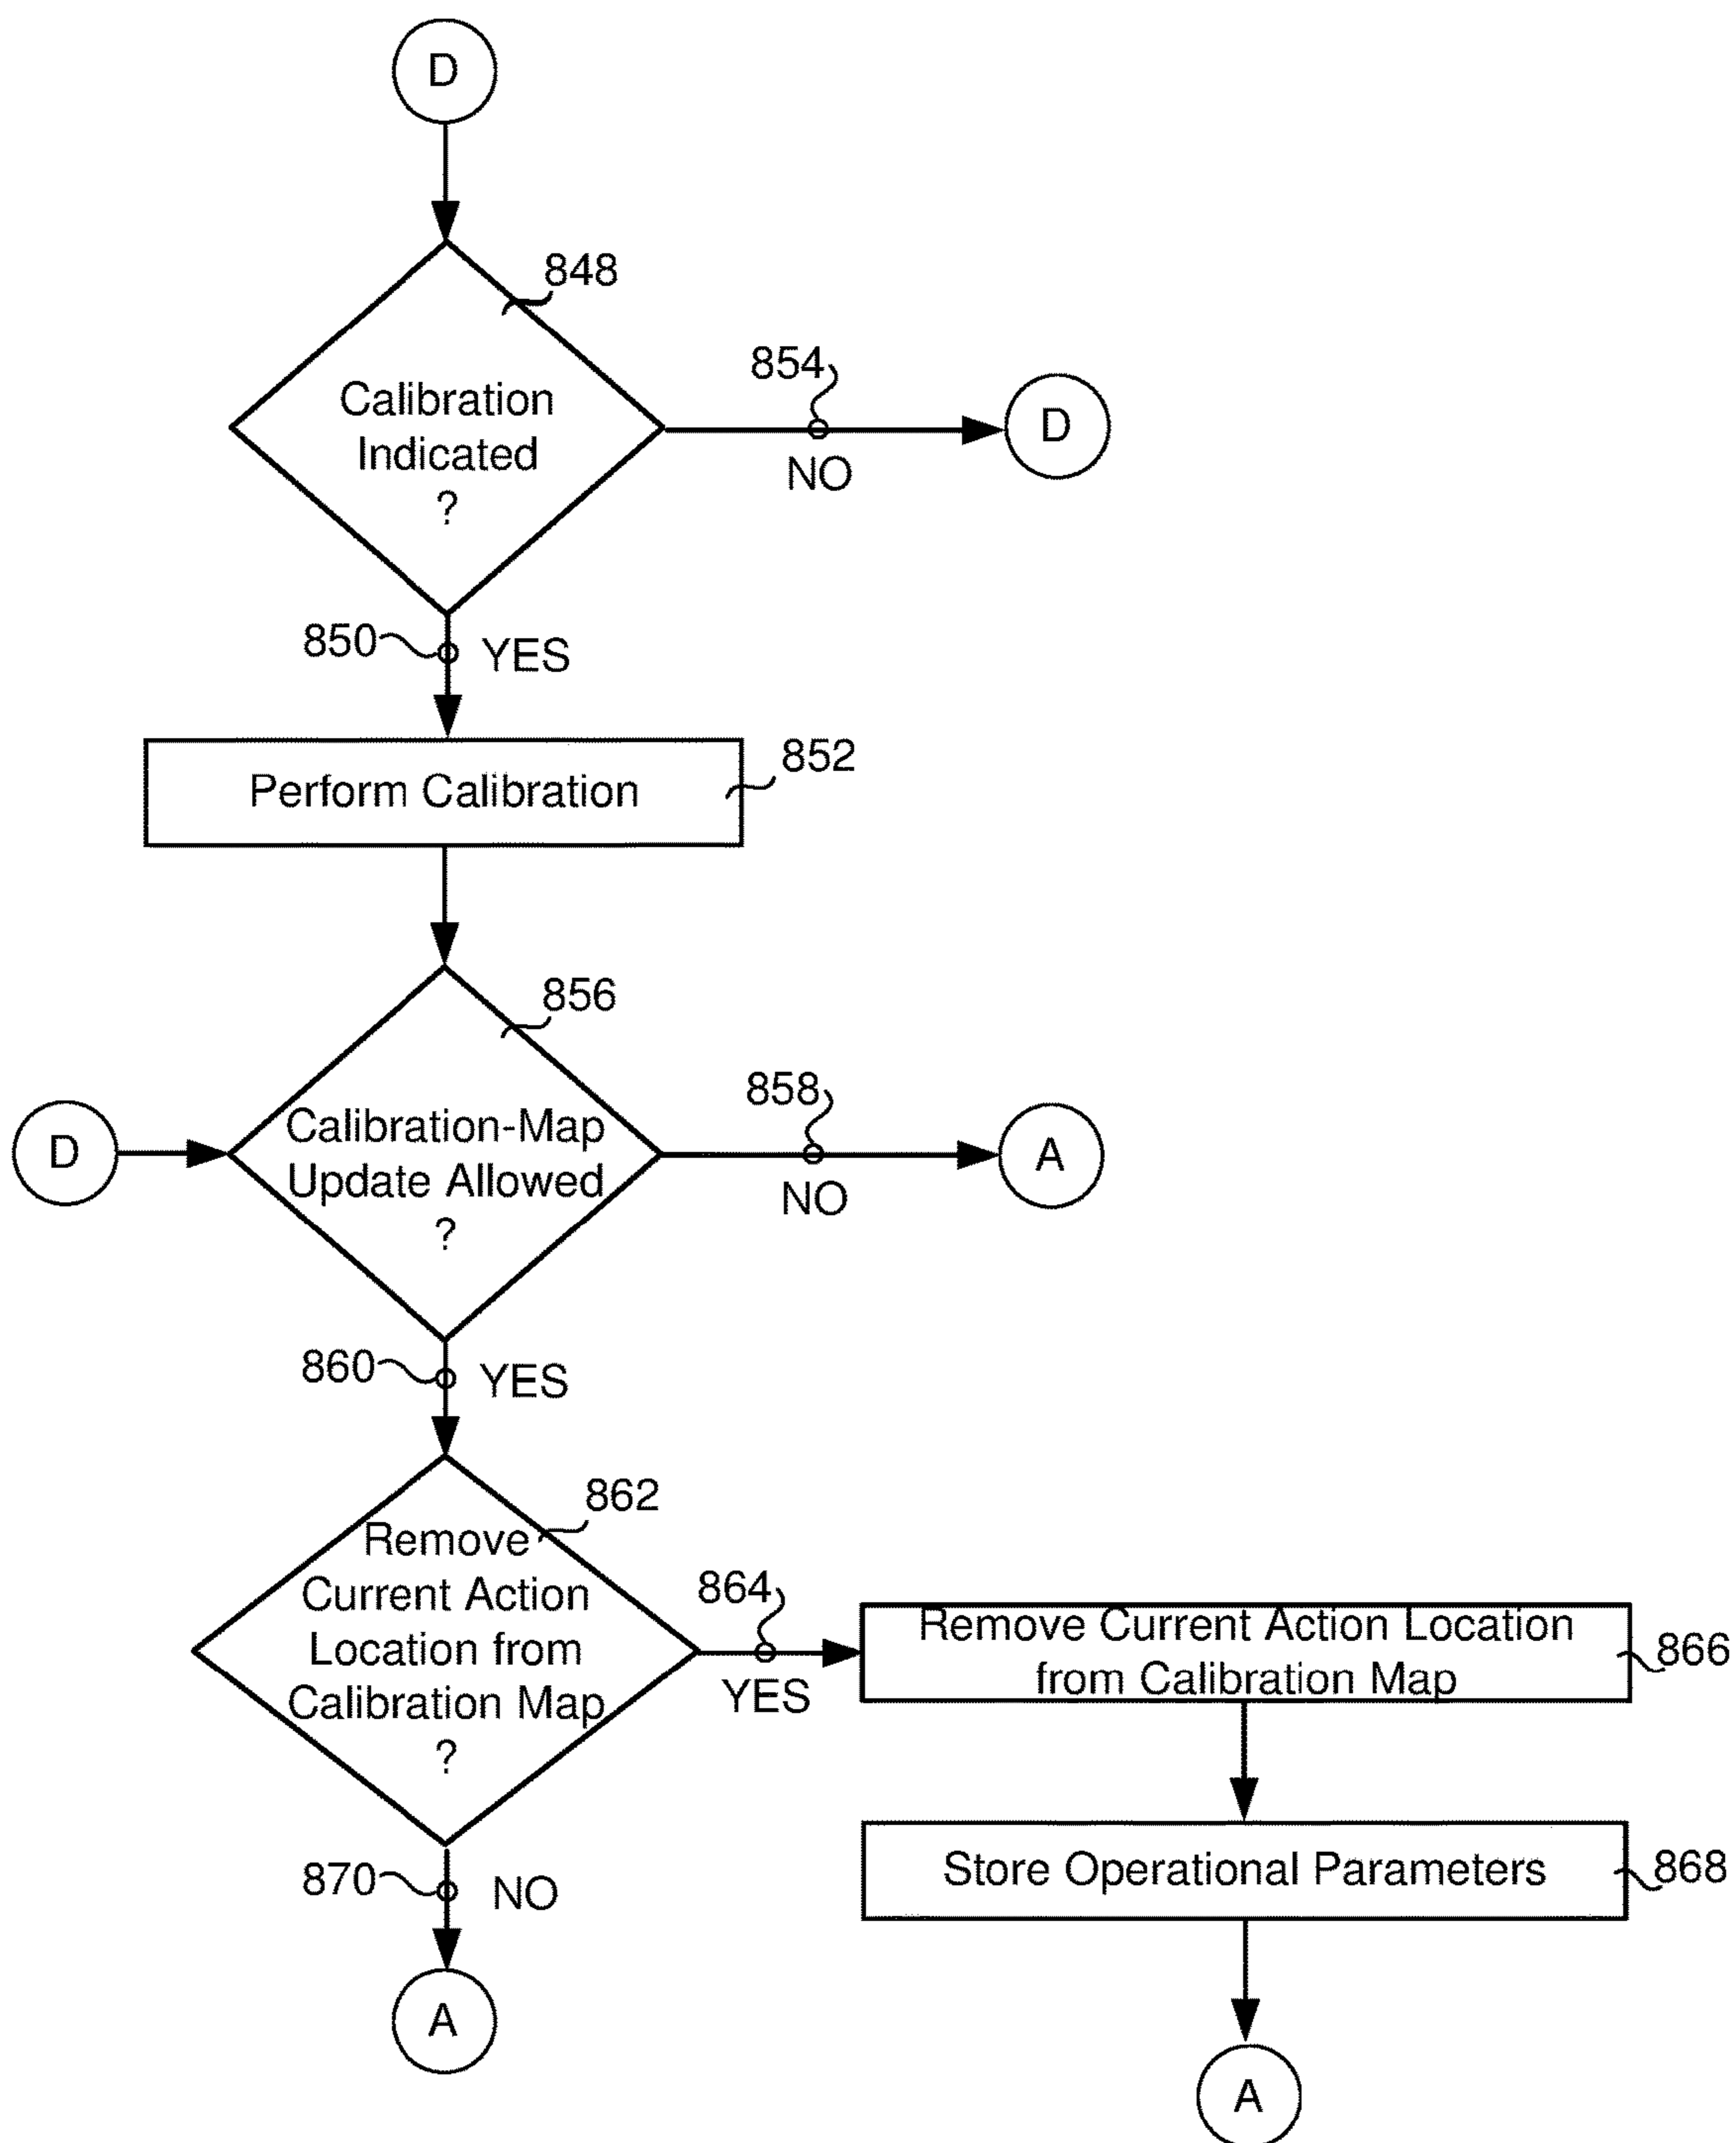 D
848
Calibration
Indicated
?
854
NO
D
850
YES
Perform Calibration
852
856
D
Calibration-Map
Update Allowed
?
858
NO
A
860
YES
862
Remove
Current Action
Location from
Calibration Map
?
864
YES
Remove Current Action Location
from Calibration Map
866
Store Operational Parameters
868
870
NO
A
A